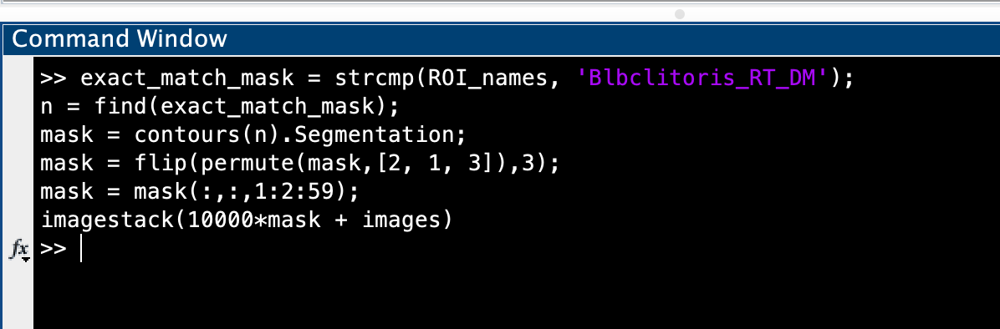 Command Window
>> exact_match_mask = strcmp(ROI_names, 'Blbclitoris_RT_DM');
n = find(exact_match_mask);
mask = contours(n).Segmentation;
mask = flip(permute(mask,[2, 1, 3]),3);
mask = mask(:,:,1:2:59);
imagestack(10000*mask + images)
fx >>